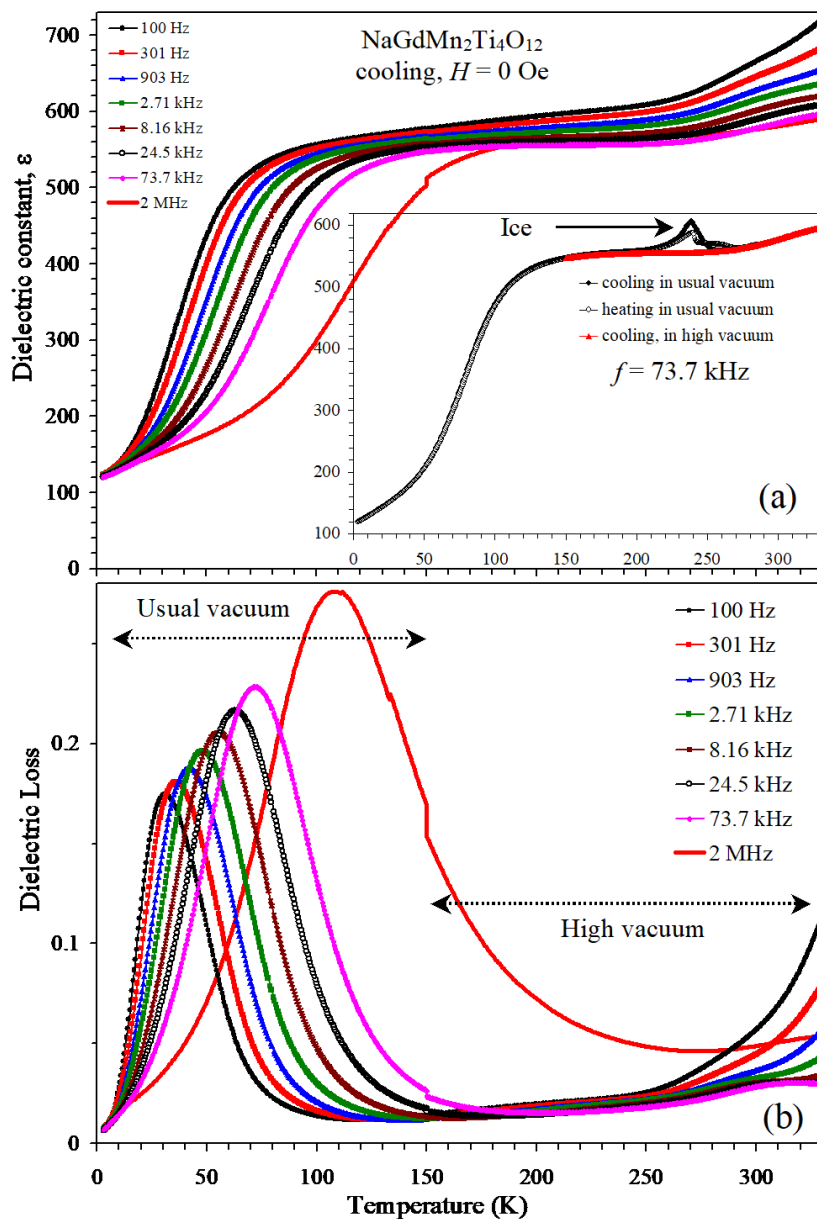 NaGdMn2Ti4O12
cooling, H = 0 Oe
100 Hz
301 Hz
903 Hz
2.71 kHz
8.16 kHz
24.5 kHz
73.7 kHz
2 MHz
Dielectric constant, ε
700
600
500
400
300
200
100
0
Ice
cooling in usual vacuum
heating in usual vacuum
cooling, in high vacuum
f = 73.7 kHz
600
500
400
300
200
100
0 50 100 150 200 250 300
(a)
Usual vacuum
100 Hz
301 Hz
903 Hz
2.71 kHz
8.16 kHz
24.5 kHz
73.7 kHz
2 MHz
High vacuum
(b)
Dielectric Loss
0.2
0.1
0
0 50 100 150 200 250 300
Temperature (K)